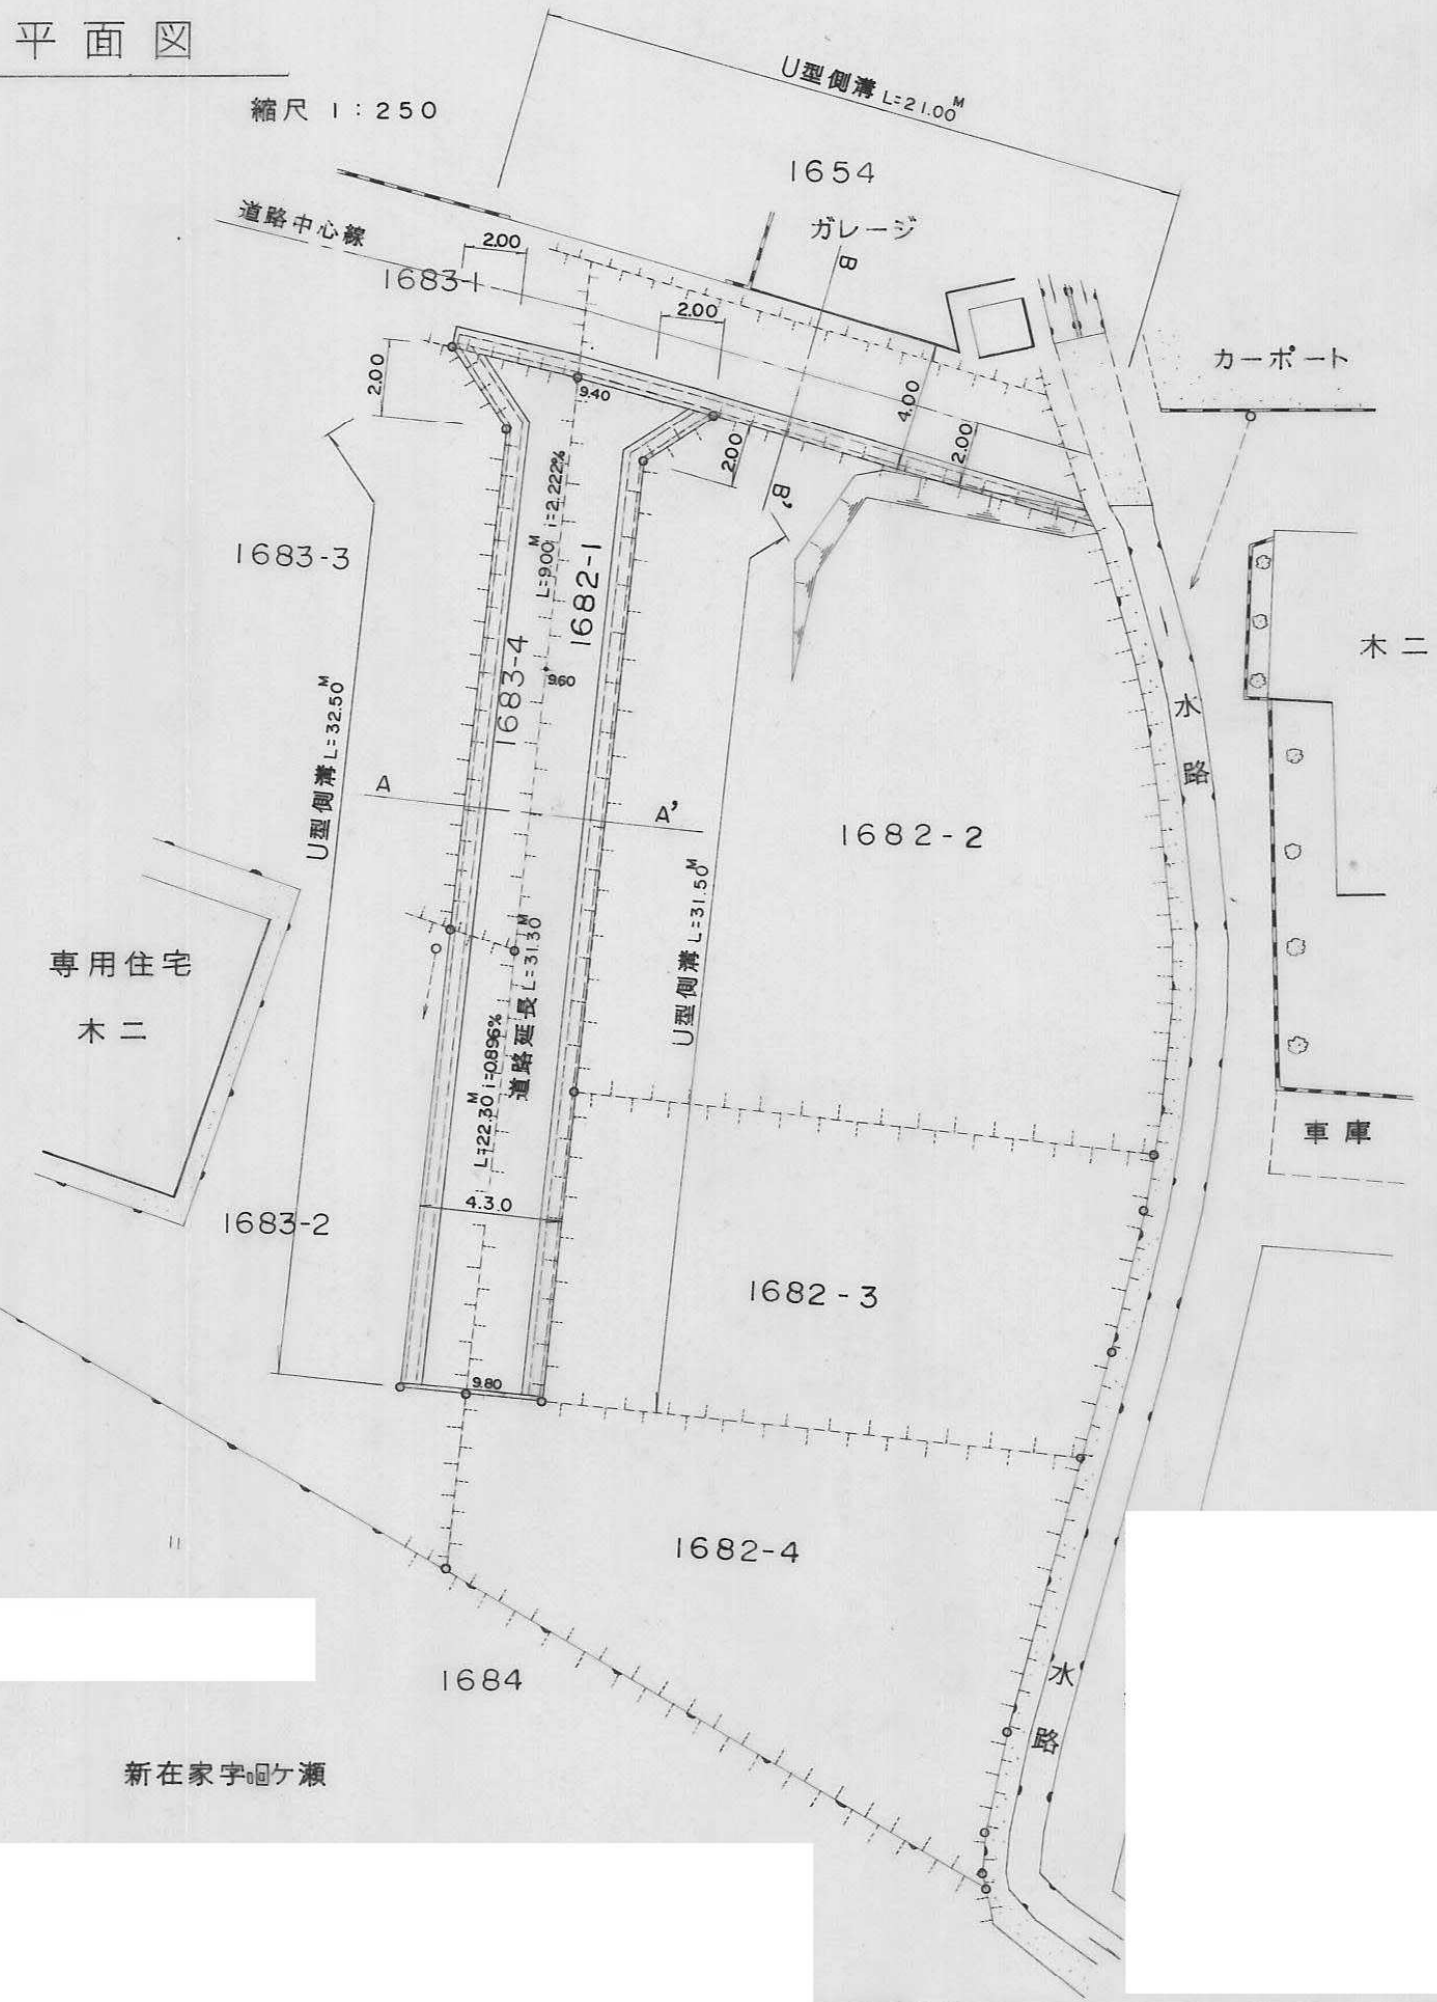 平面図
縮尺 1:250
U型側溝 L=21.00M
1654
ガレージ
道路中心線
2.00
1683-1
B
2.00
カーポート
2.00
9.40
4.00
2.00
2.00
B'
L=9.00M i=2.222%
1682-1
1683-3
1683-4
9.60
木二
水路
U型側溝 L=32.50M
A
A'
1682-2
U型側溝 L=31.50M
専用住宅
木二
道路延長 L=31.30M
L=22.30M i=0.896%
車庫
4.3.0
1683-2
1682-3
9.80
1682-4
1684
水路
新在家字 ケ瀬